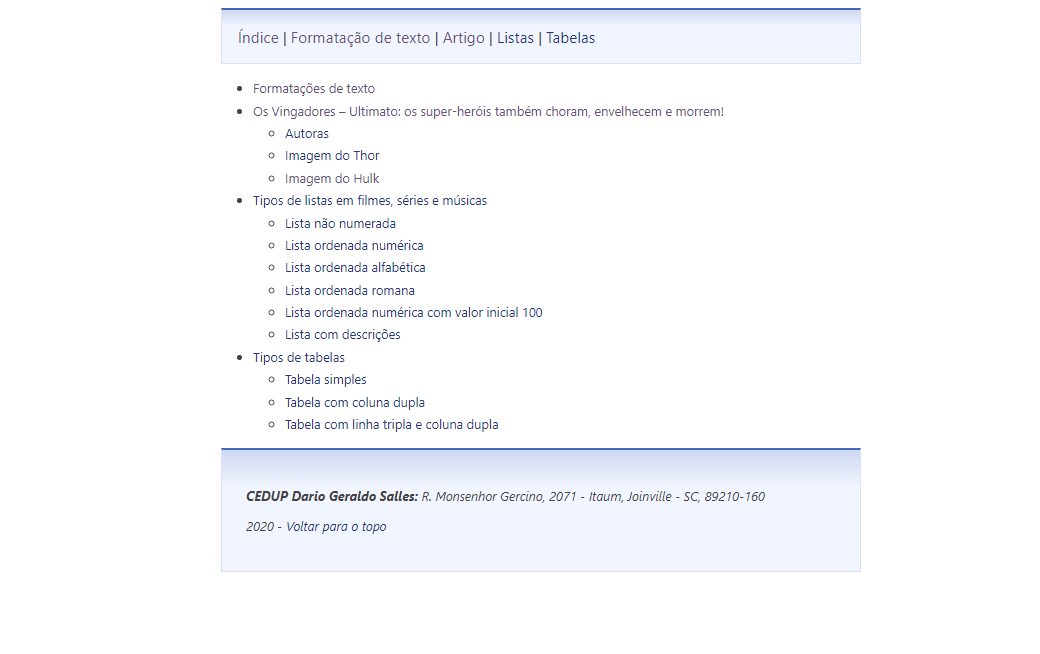 Índice | Formatação de texto | Artigo | Listas | Tabelas
Formatações de texto
Os Vingadores – Ultimato: os super-heróis também choram, envelhecem e morrem!
Autoras
Imagem do Thor
Imagem do Hulk
Tipos de listas em filmes, séries e músicas
Lista não numerada
Lista ordenada numérica
Lista ordenada alfabética
Lista ordenada romana
Lista ordenada numérica com valor inicial 100
Lista com descrições
Tipos de tabelas
Tabela simples
Tabela com coluna dupla
Tabela com linha tripla e coluna dupla
CEDUP Dario Geraldo Salles: R. Monsenhor Gercino, 2071 - Itaum, Joinville - SC, 89210-160
2020 - Voltar para o topo